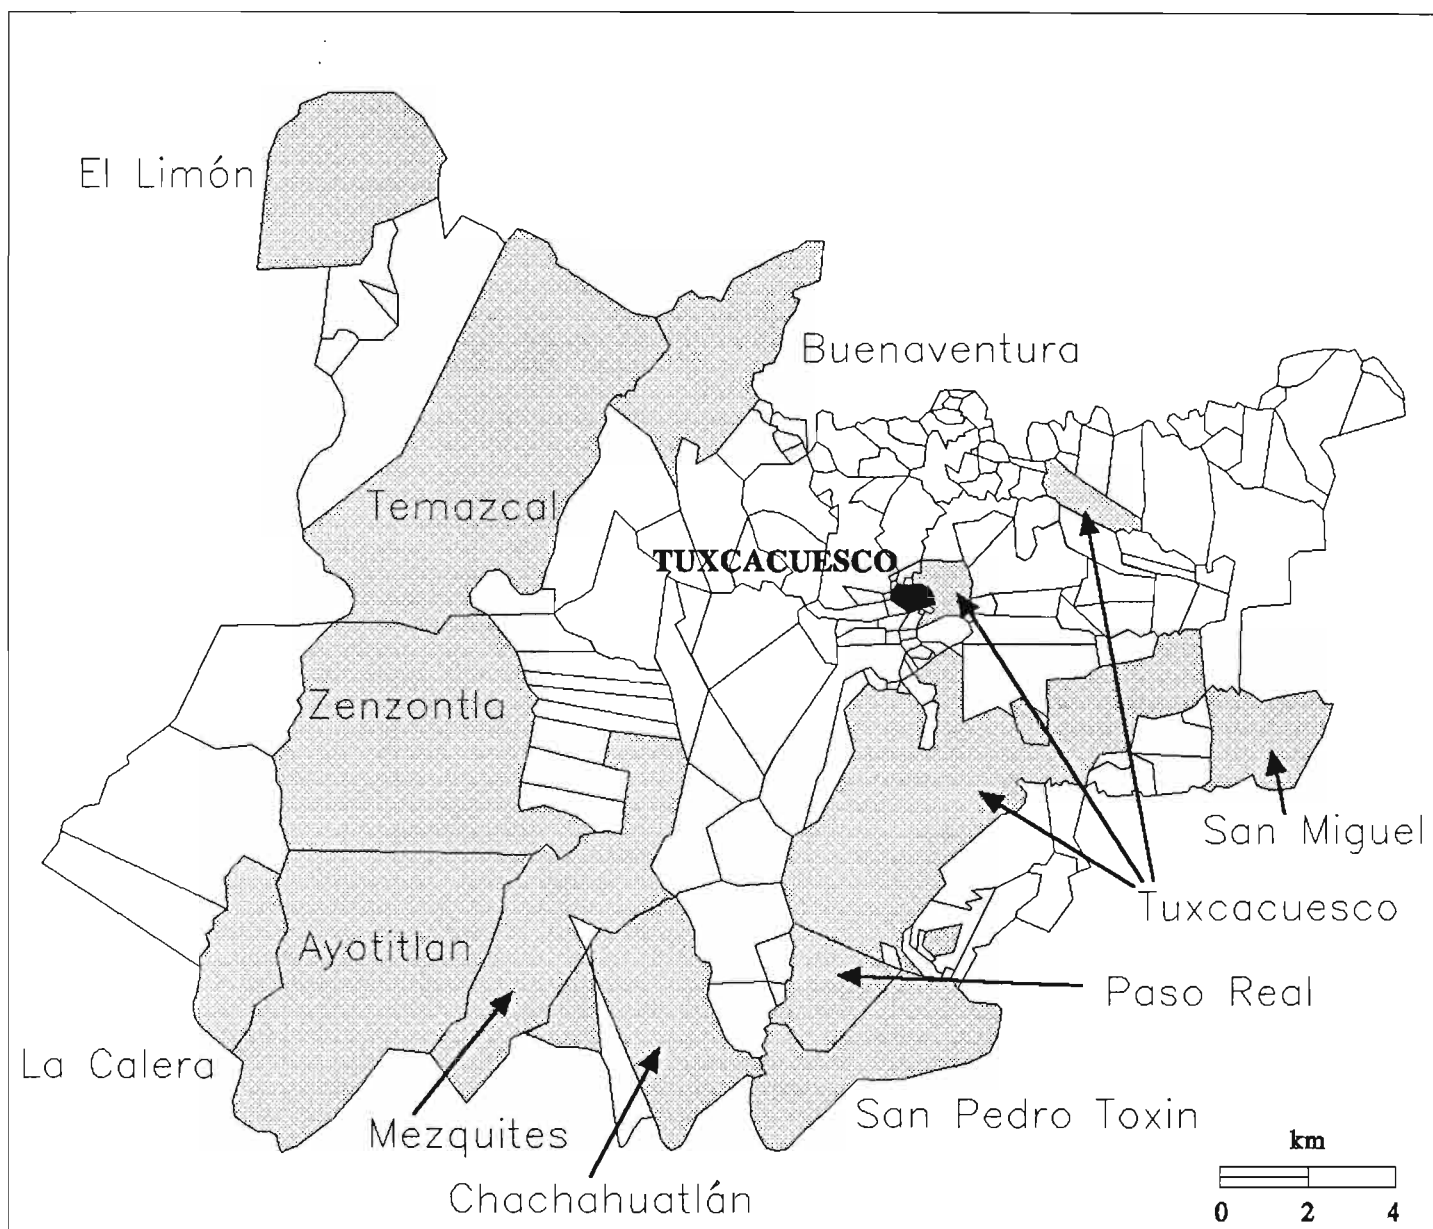 El Limón
Buenaventura
Temazcal
TUXCACUESCO
Zenzontla
San Miguel
Tuxcacuesco
Ayotitlan
Paso Real
La Calera
San Pedro Toxin
Mezquites
Chachahuatlán
km
0 2 4